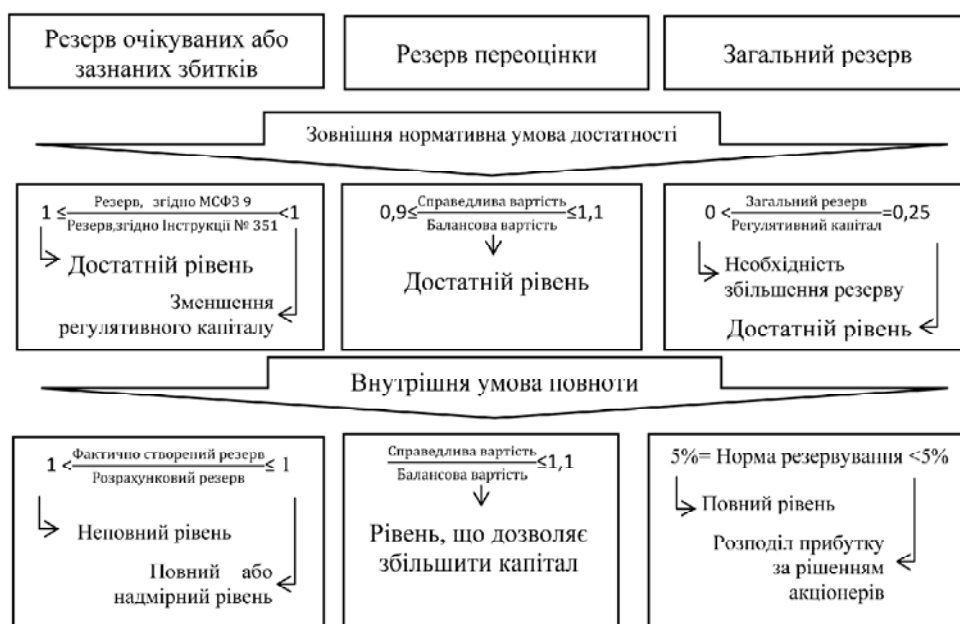 Резерв очікуваних або
зазнаних збитків
Резерв переоцінки
Загальний резерв
Зовнішня нормативна умова достатності
1 ≤ Резерв, згідно МСФЗ 9 / Резерв,згідно Інструкції № 351 <1
Достатній рівень
Зменшення
регулятивного капіталу
0,9≤ Справедлива вартість / Балансова вартість ≤1,1
Достатній рівень
0 < Загальний резерв / Регулятивний капітал =0,25
Необхідність
збільшення резерву
Достатній рівень
Внутрішня умова повноти
1 < Фактично створений резерв / Розрахунковий резерв ≤ 1
Неповний рівень
Повний або
надмірний рівень
Справедлива вартість / Балансова вартість ≤1,1
Рівень, що дозволяє
збільшити капітал
5%= Норма резервування <5%
Повний рівень
Розподіл прибутку
за рішенням
акціонерів